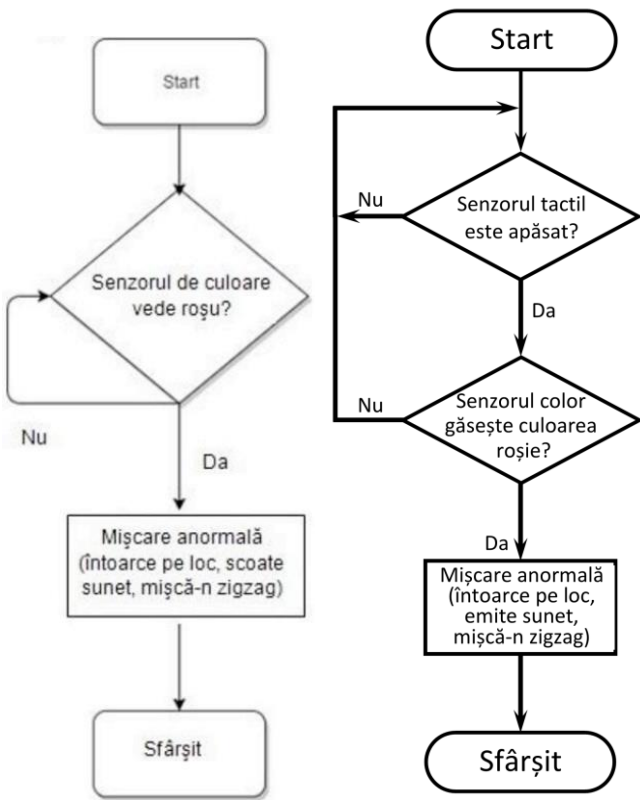 Start
Senzorul de culoare
vede roşu?
Nu
Da
Mişcare anormală
(întoarce pe loc, scoate
sunet, mişcă-n zigzag)
Sfârşit
Start
Senzorul tactil
este apăsat?
Nu
Da
Senzorul color
găsește culoarea
roșie?
Nu
Da
Mișcare anormală
(întoarce pe loc,
emite sunet,
mișcă-n zigzag)
Sfârșit